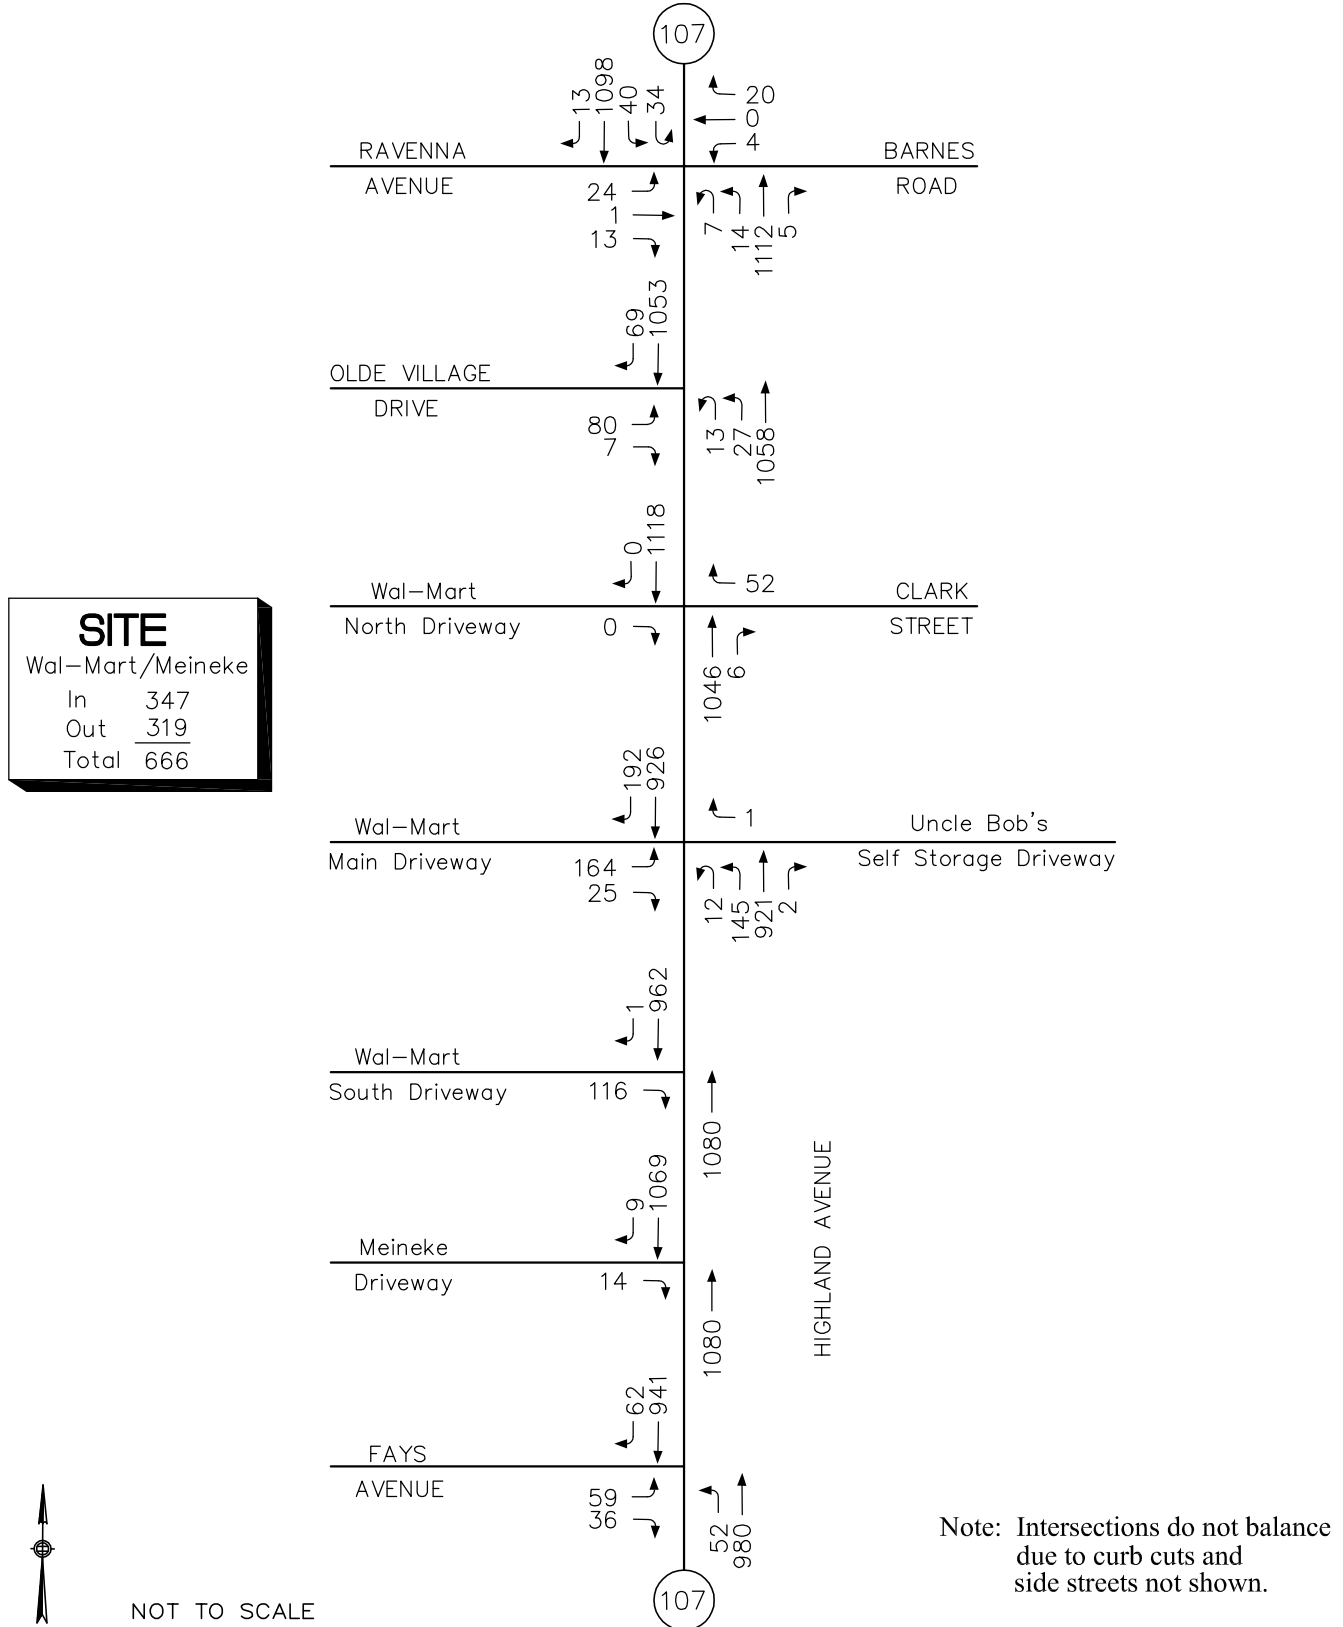 107
13
1098
40
34
20
0
4
RAVENNA
AVENUE
BARNES
ROAD
24
1
13
7
14
1112
5
69
1053
OLDE VILLAGE
DRIVE
80
7
13
27
1058
0
1118
52
Wal-Mart
North Driveway
CLARK
STREET
0
1046
6
SITE
Wal-Mart/Meineke
In 347
Out 319
Total 666
192
926
1
Wal-Mart
Main Driveway
Uncle Bob's
Self Storage Driveway
164
25
12
145
921
2
1
962
Wal-Mart
South Driveway
116
1080
9
1069
Meineke
Driveway
14
1080
HIGHLAND AVENUE
62
941
FAYS
AVENUE
59
36
52
980
107
NOT TO SCALE
Note: Intersections do not balance
due to curb cuts and
side streets not shown.